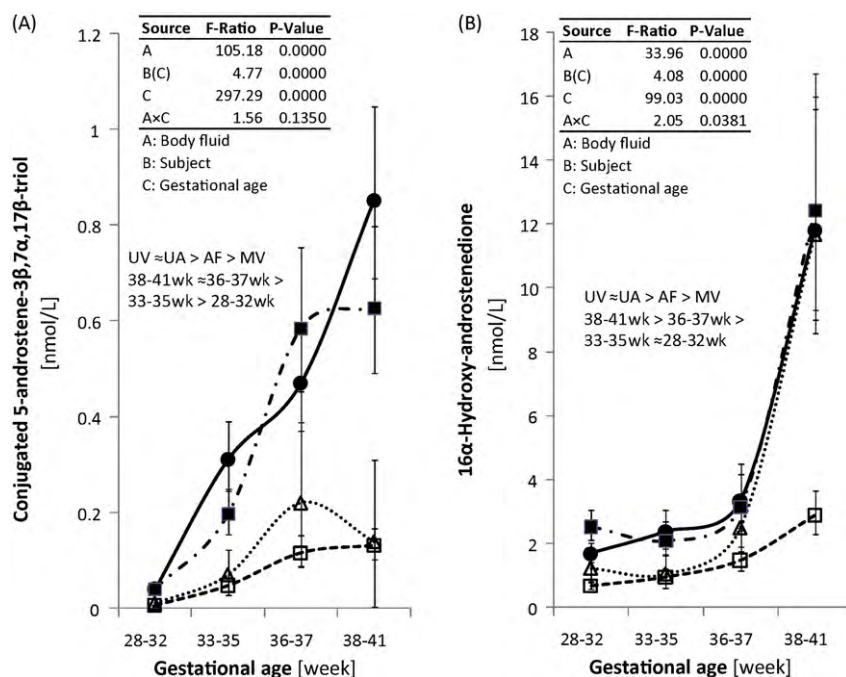 (A)
Conjugated 5-androstene-3β,7α,17β-triol
[nmol/L]
1.2
1
0.8
0.6
0.4
0.2
0
Source F-Ratio P-Value
A 105.18 0.0000
B(C) 4.77 0.0000
C 297.29 0.0000
A×C 1.56 0.1350
A: Body fluid
B: Subject
C: Gestational age
UV ≈UA > AF > MV
38-41wk ≈36-37wk >
33-35wk > 28-32wk
28-32 33-35 36-37 38-41
Gestational age [week]
(B)
16α-Hydroxy-androstenedione
[nmol/L]
18
16
14
12
10
8
6
4
2
0
Source F-Ratio P-Value
A 33.96 0.0000
B(C) 4.08 0.0000
C 99.03 0.0000
A×C 2.05 0.0381
A: Body fluid
B: Subject
C: Gestational age
UV ≈UA > AF > MV
38-41wk > 36-37wk >
33-35wk ≈28-32wk
28-32 33-35 36-37 38-41
Gestational age [week]